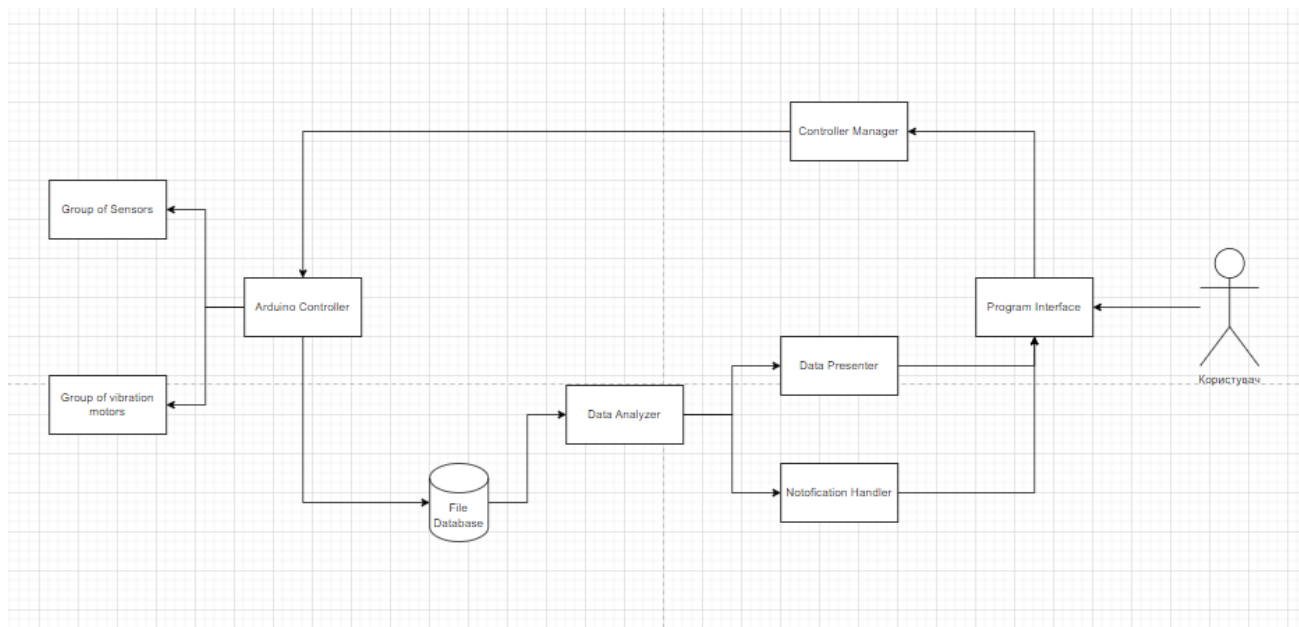 Controller Manager
Group of Sensors
Arduino Controller
Program Interface
Data Presenter
Користувач
Group of vibration
motors
Data Analyzer
Notofication Handler
File
Database